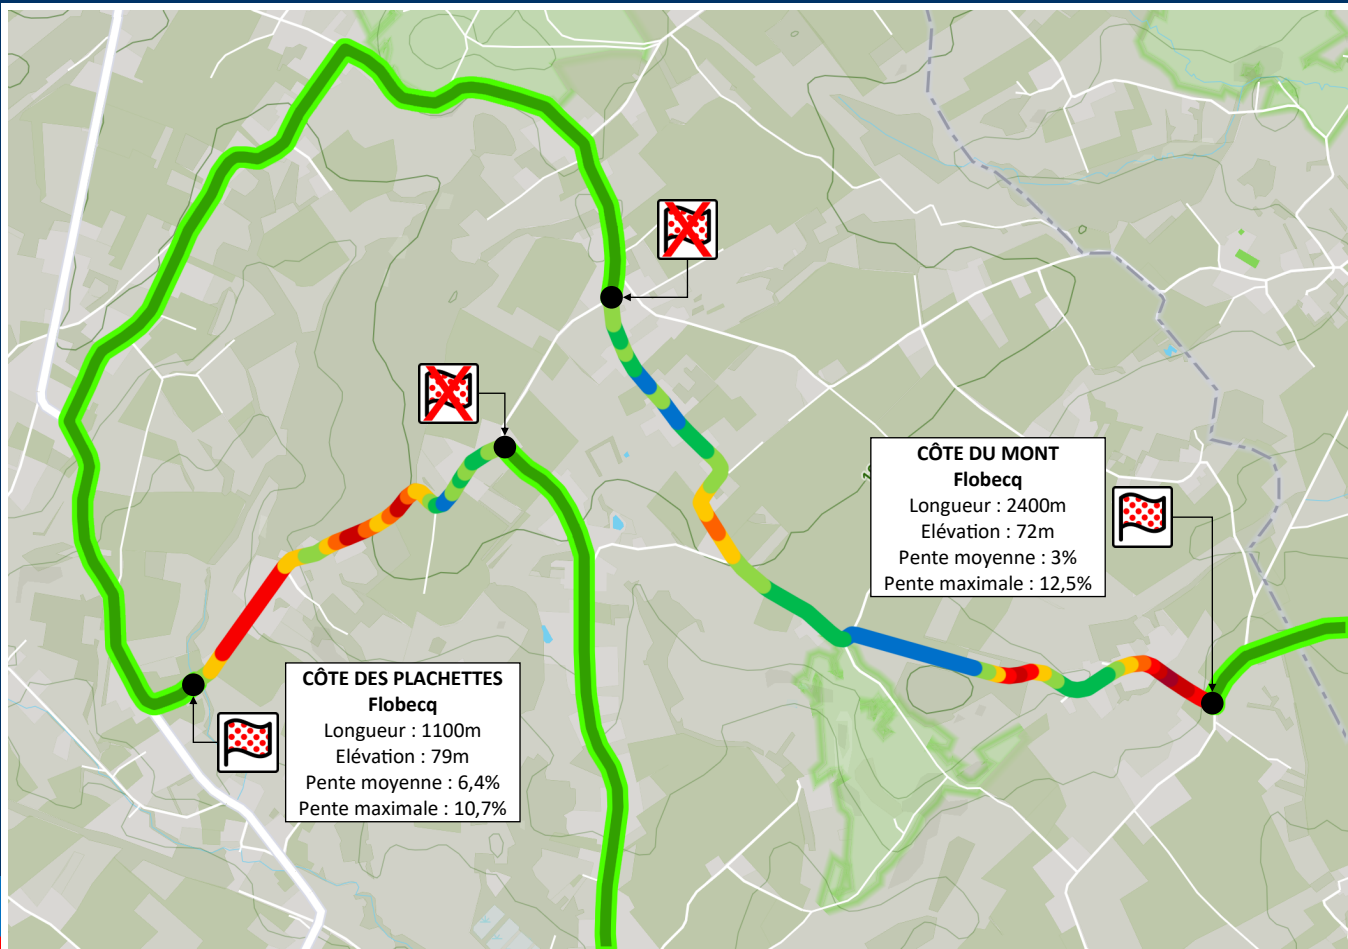 CÔTE DU MONT
Flobecq
Longueur : 2400m
Elévation : 72m
Pente moyenne : 3%
Pente maximale : 12,5%
CÔTE DES PLACHETTES
Flobecq
Longueur : 1100m
Elévation : 79m
Pente moyenne : 6,4%
Pente maximale : 10,7%